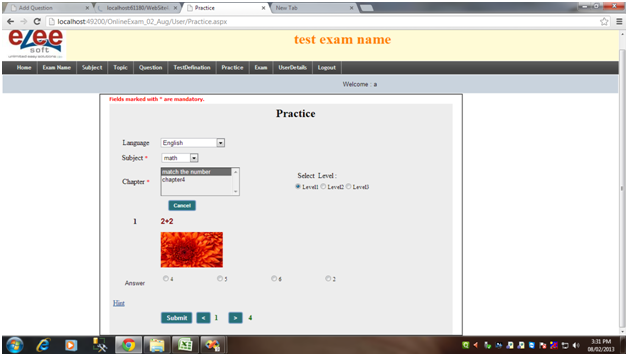 Add Question
localhost:61180/WebSiteI
Practice
New Tab
localhost:49200/OnlineExam_02_Aug/User/Practice.aspx
ezee
soft
test exam name
Home Exam Name Subject Topic Question TestDefination Practice Exam UserDetails Logout
Welcome : a
Fields marked with * are mandatory.
Practice
Language English
Subject * math
Chapter * match the number
chapter4
Select Level :
Level1 Level2 Level3
Cancel
1 2+2
Answer 4 5 6 2
Hint
Submit < 1 > 4
3:31 PM
08/02/2013